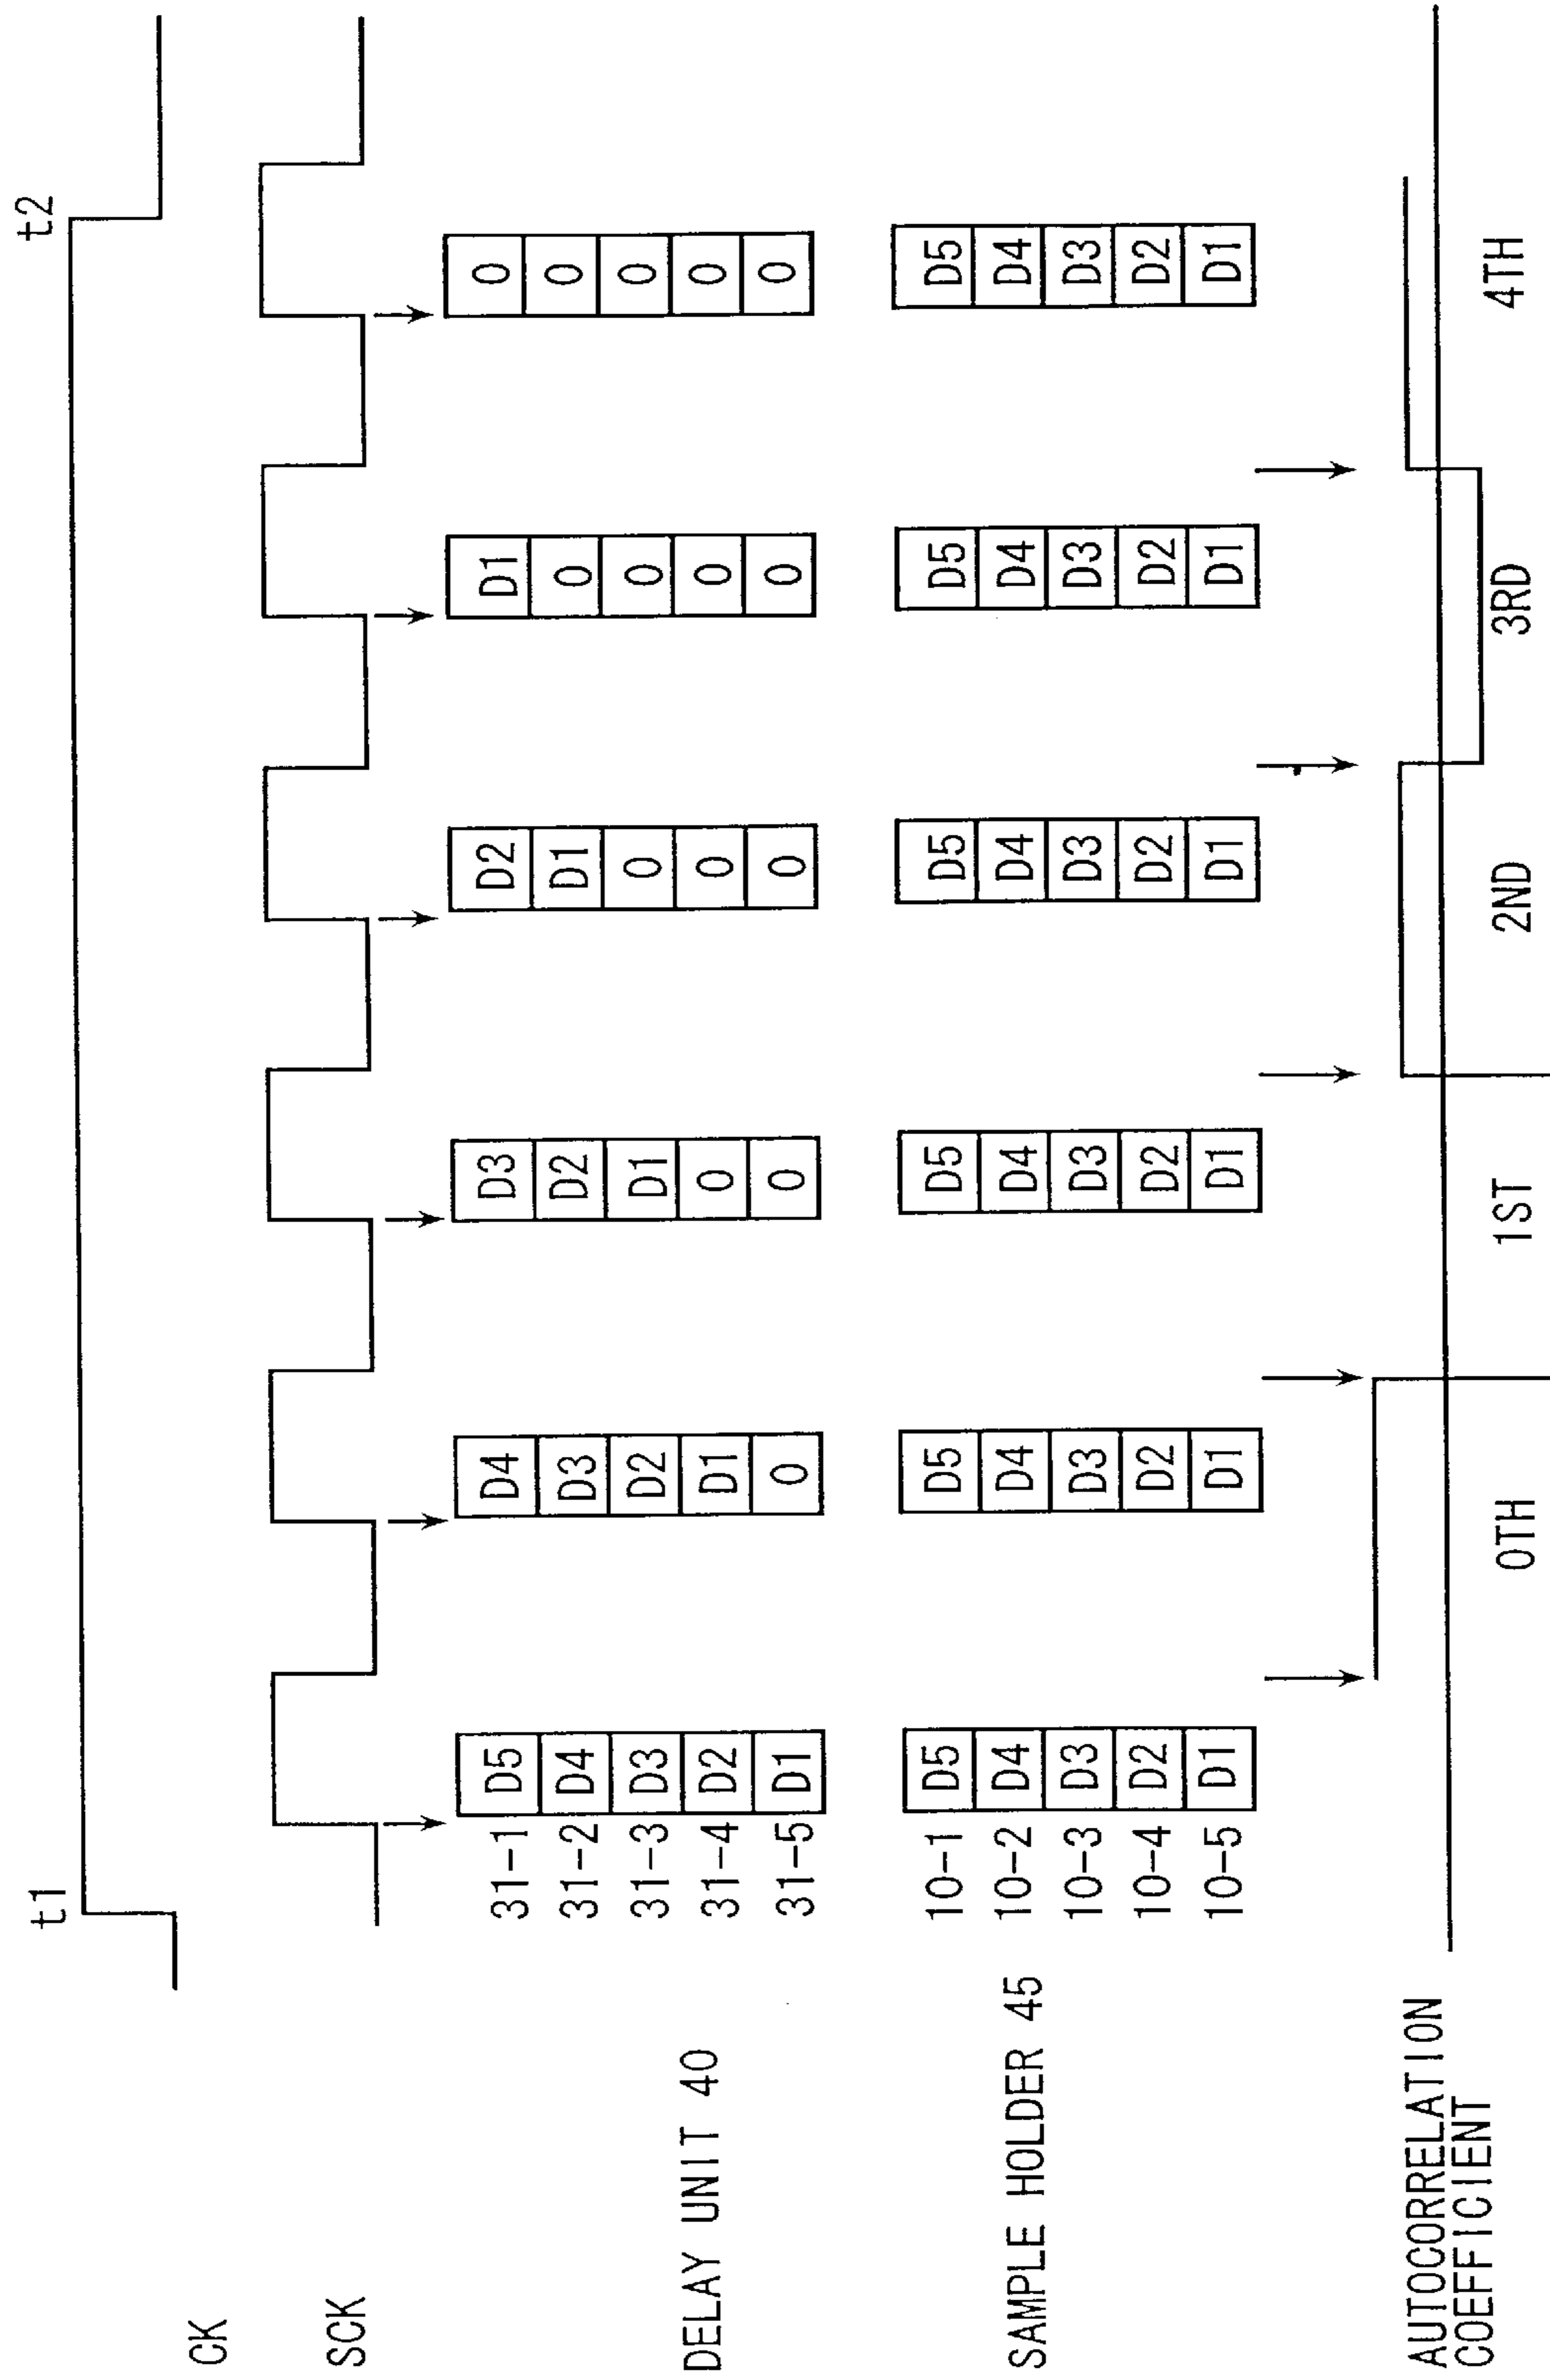 t1 t2
CK
SCK
31-1 D5 D4 D3 D2 D1 0
31-2 D4 D3 D2 D1 0 0
31-3 D3 D2 D1 0 0 0
31-4 D2 D1 0 0 0 0
31-5 D1 0 0 0 0 0
DELAY UNIT 40
10-1 D5 D5 D5 D5 D5 D5
10-2 D4 D4 D4 D4 D4 D4
10-3 D3 D3 D3 D3 D3 D3
10-4 D2 D2 D2 D2 D2 D2
10-5 D1 D1 D1 D1 D1 D1
SAMPLE HOLDER 45
AUTOCORRELATION
COEFFICIENT
0TH 1ST 2ND 3RD 4TH